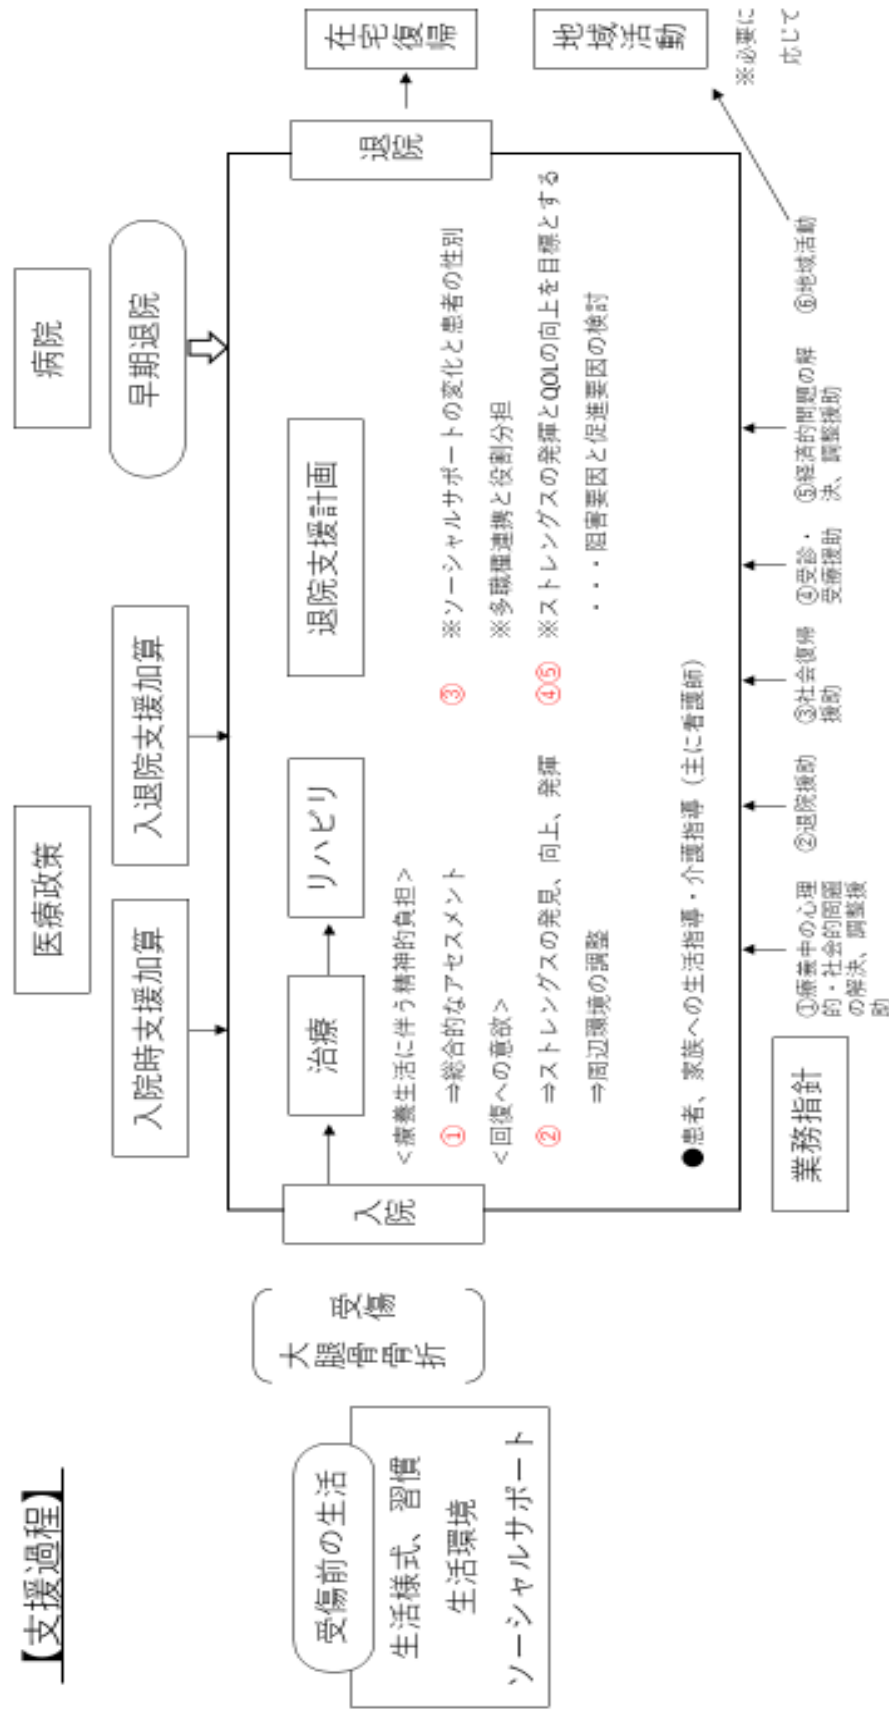 【支援過程】
医療政策
病院
入院時支援加算
入退院支援加算
早期退院
受傷前の生活
生活様式、習慣
生活環境
ソーシャルサポート
受傷
大腿骨骨折
入院
治療
リハビリ
退院支援計画
退院
在宅復帰
地域活動
※必要に
応じて
＜療養生活に伴う精神的負担＞
① ⇒総合的なアセスメント
＜回復への意欲＞
② ⇒ストレングスの発見、向上、発揮
⇒周辺環境の調整
③ ※ソーシャルサポートの変化と患者の性別
※多職種連携と役割分担
④⑤ ※ストレングスの発揮とQOLの向上を目標とする
・・・阻害要因と促進要因の検討
●患者、家族への生活指導・介護指導（主に看護師）
業務指針
①療養中の心理
的・社会的問題
の解決、調整援
助
②退院援助
③社会復帰
援助
④受診・
受療援助
⑤経済的問題の解
決、調整援助
⑥地域活動